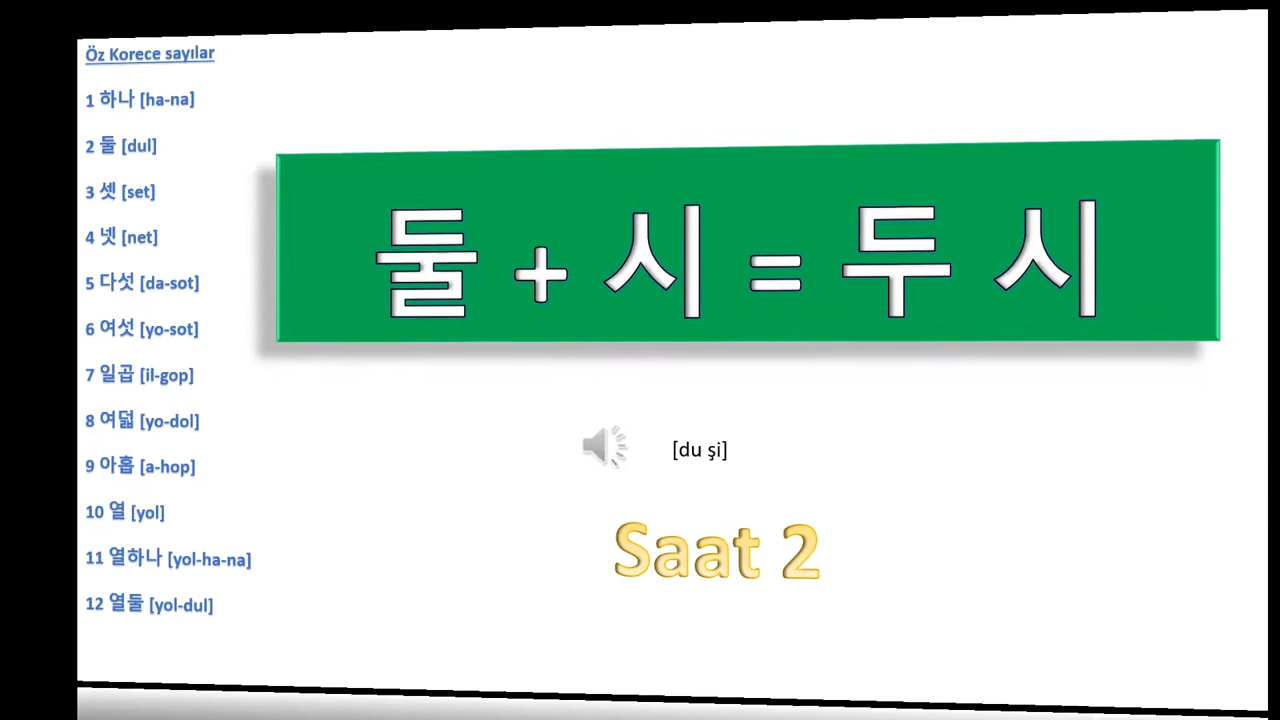 Öz Korece sayılar
1 하나 [ha-na]
2 둘 [dul]
3 셋 [set]
4 넷 [net]
5 다섯 [da-sot]
6 여섯 [yo-sot]
7 일곱 [il-gop]
8 여덟 [yo-dol]
9 아홉 [a-hop]
10 열 [yol]
11 열하나 [yol-ha-na]
12 열둘 [yol-dul]
둘 + 시 = 두 시
[du şi]
Saat 2